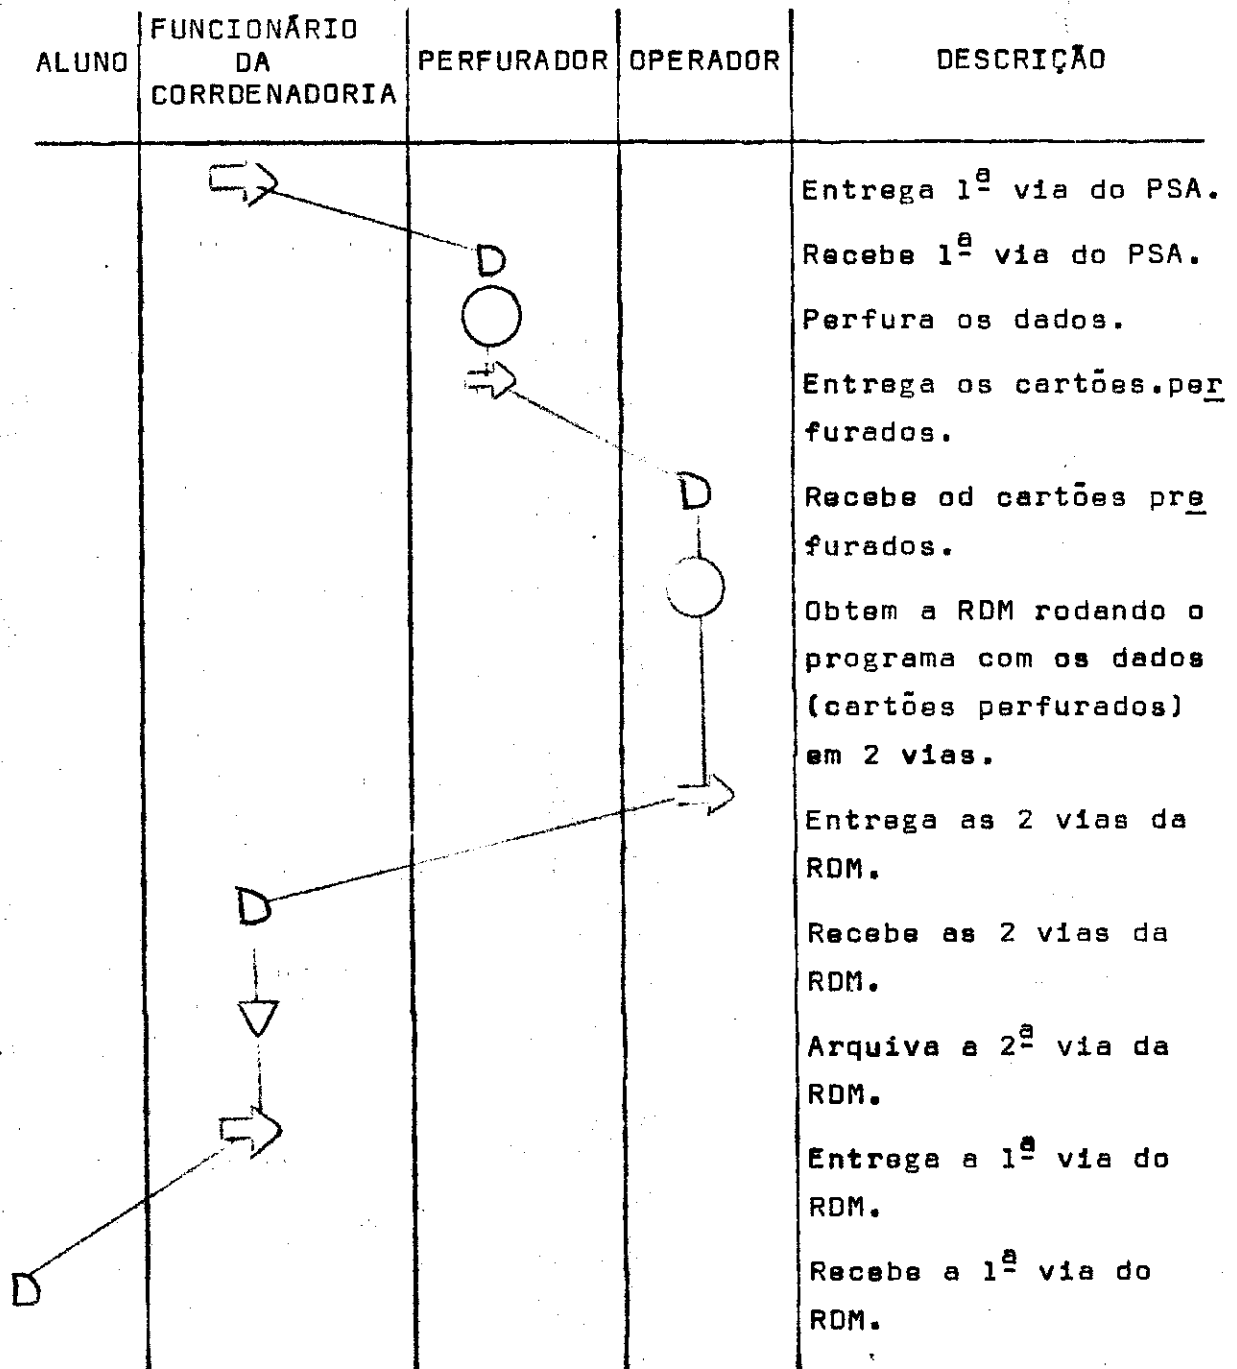 ALUNO
FUNCIONÁRIO
DA
CORRDENADORIA
PERFURADOR
OPERADOR
DESCRIÇÃO
Entrega 1ª via do PSA.
Recebe 1ª via do PSA.
Perfura os dados.
Entrega os cartões.per
furados.
Recebe od cartões pre
furados.
Obtem a RDM rodando o
programa com os dados
(cartões perfurados)
em 2 vias.
Entrega as 2 vias da
RDM.
Recebe as 2 vias da
RDM.
Arquiva a 2ª via da
RDM.
Entrega a 1ª via do
RDM.
Recebe a 1ª via do
RDM.